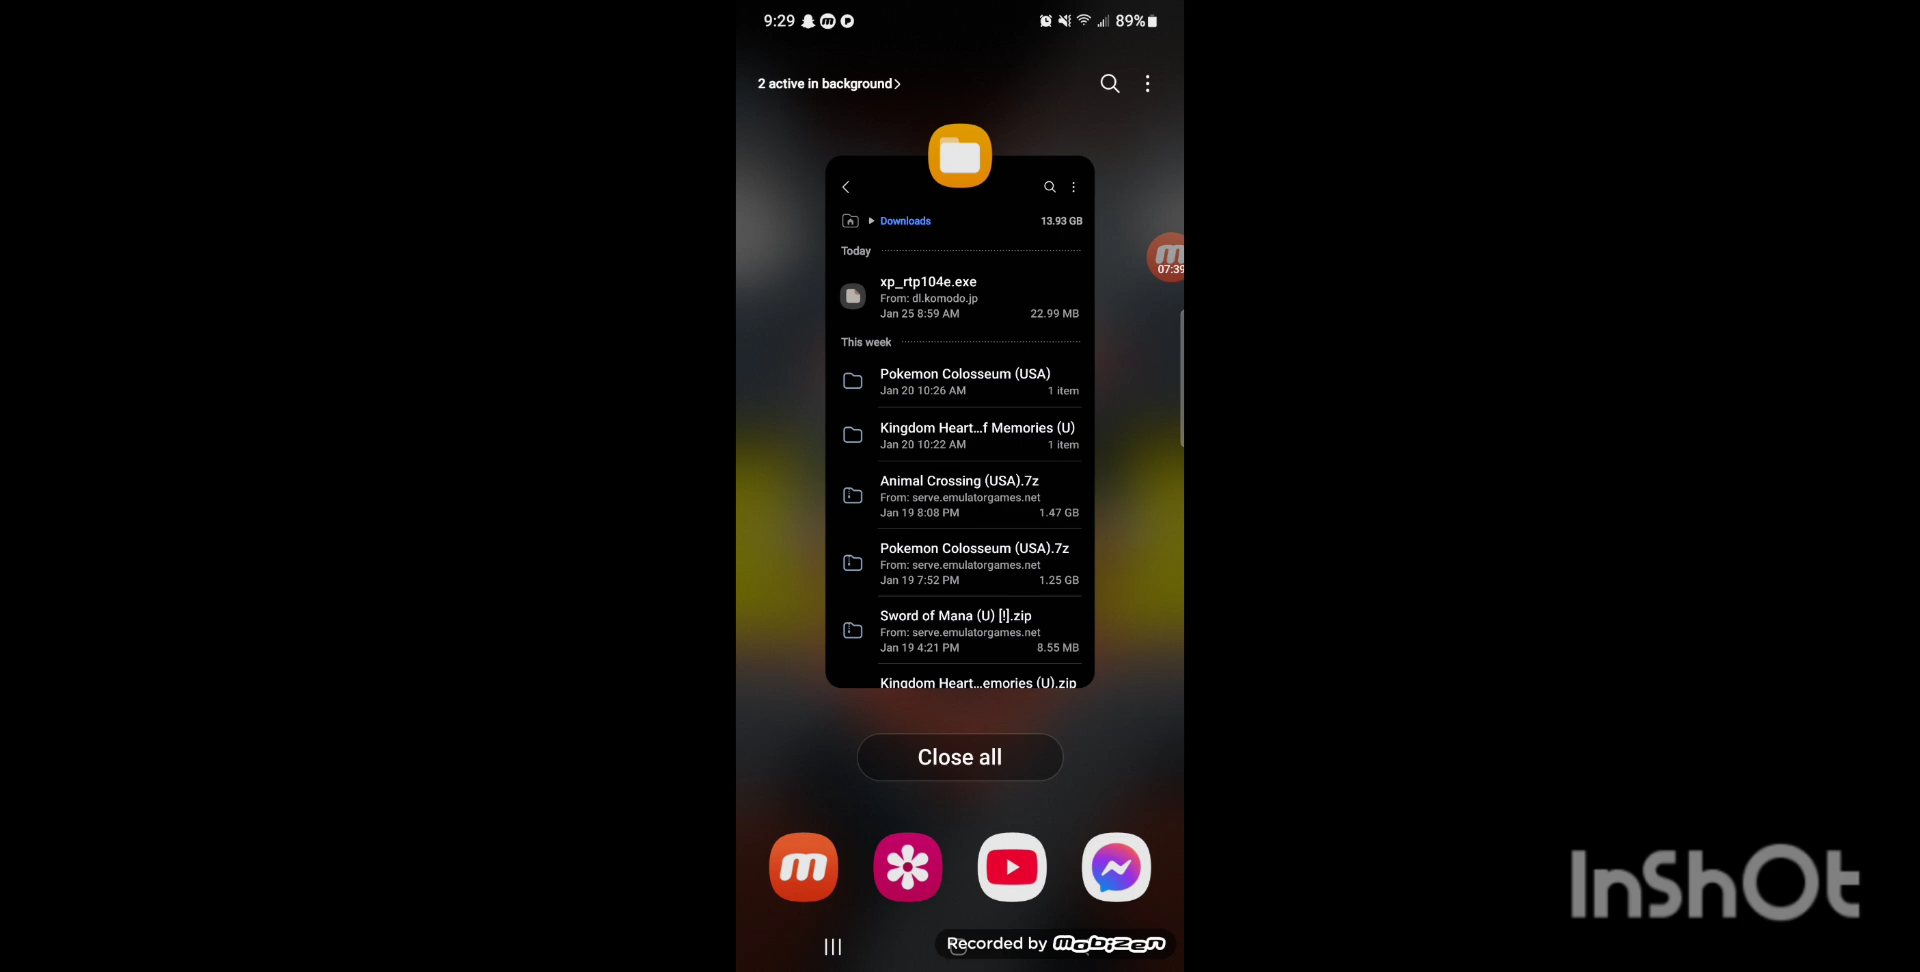 9:29
89%
2 active in background
Downloads
13.93 GB
Today
xp_rtp104e.exe
From: dl.komodo.jp
Jan 25 8:59 AM
22.99 MB
07:39
This week
Pokemon Colosseum (USA)
Jan 20 10:26 AM
1 item
Kingdom Heart...f Memories (U)
Jan 20 10:22 AM
1 item
Animal Crossing (USA).7z
From: serve.emulatorgames.net
Jan 19 8:08 PM
1.47 GB
Pokemon Colosseum (USA).7z
From: serve.emulatorgames.net
Jan 19 7:52 PM
1.25 GB
Sword of Mana (U) [!].zip
From: serve.emulatorgames.net
Jan 19 4:21 PM
8.55 MB
Kingdom Heart...emories (U).zip
Close all
Recorded by mobizen
InShOt